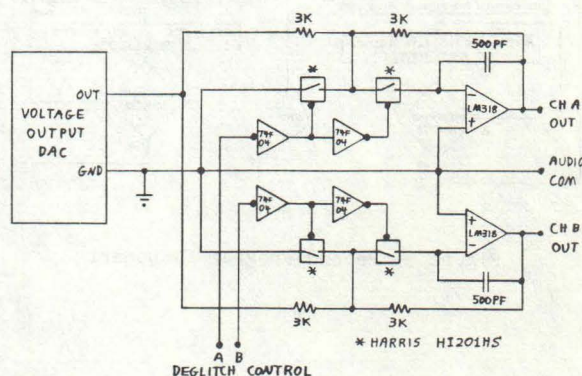 3K
3K
*
*
500PF
OUT
VOLTAGE
OUTPUT
DAC
74F
04
74F
04
-
LM318
+
CH A
OUT
GND
AUDIO
COM
74F
04
74F
04
+
LM318
-
CH B
OUT
*
*
500PF
3K
3K
* HARRIS HI201HS
A B
DEGLITCH CONTROL